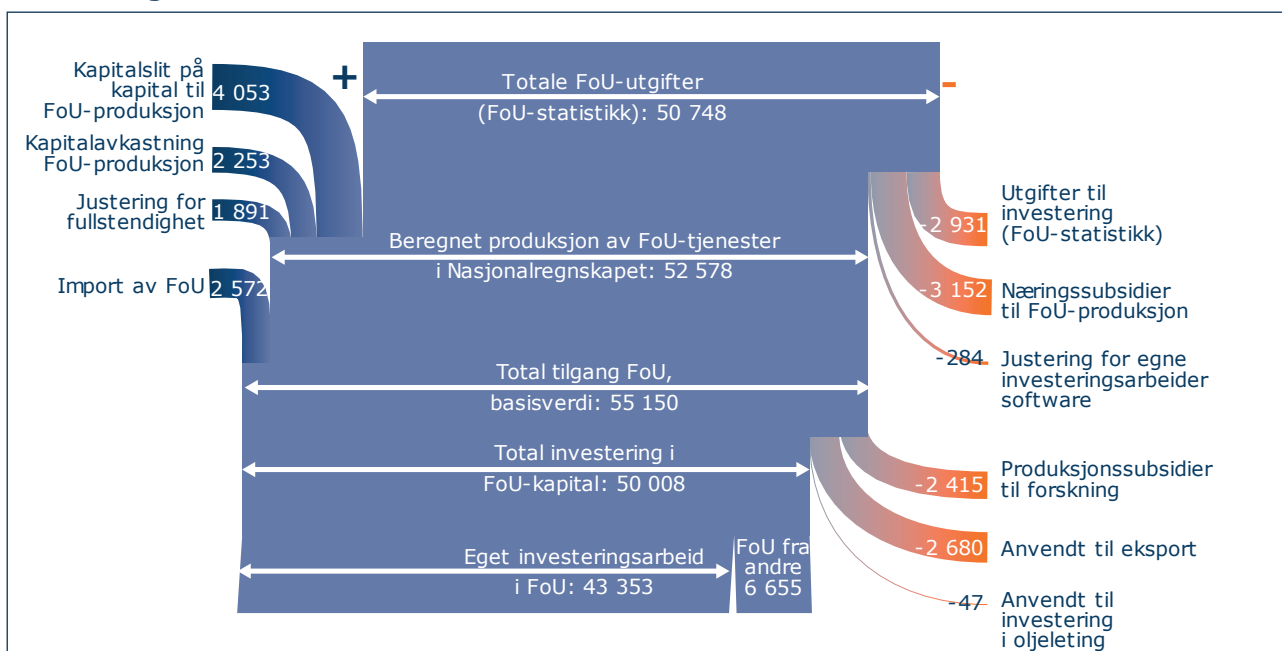 Kapitalslit på
kapital til
FoU-produksjon
4 053
+
Totale FoU-utgifter
(FoU-statistikk): 50 748
-
Kapitalavkastning
FoU-produksjon
2 253
Justering for
fullstendighet
1 891
Utgifter til
investering
(FoU-statistikk)
-2 931
Beregnet produksjon av FoU-tjenester
i Nasjonalregnskapet: 52 578
Import av FoU
2 572
-3 152
Næringssubsidier
til FoU-produksjon
-284
Justering for egne
investeringsarbeider
software
Total tilgang FoU,
basisverdi: 55 150
Total investering i
FoU-kapital: 50 008
-2 415
Produksjonssubsidier
til forskning
-2 680
Anvendt til eksport
Eget investeringsarbeid
i FoU: 43 353
FoU fra
andre
6 655
-47
Anvendt til
investering
i oljeleting